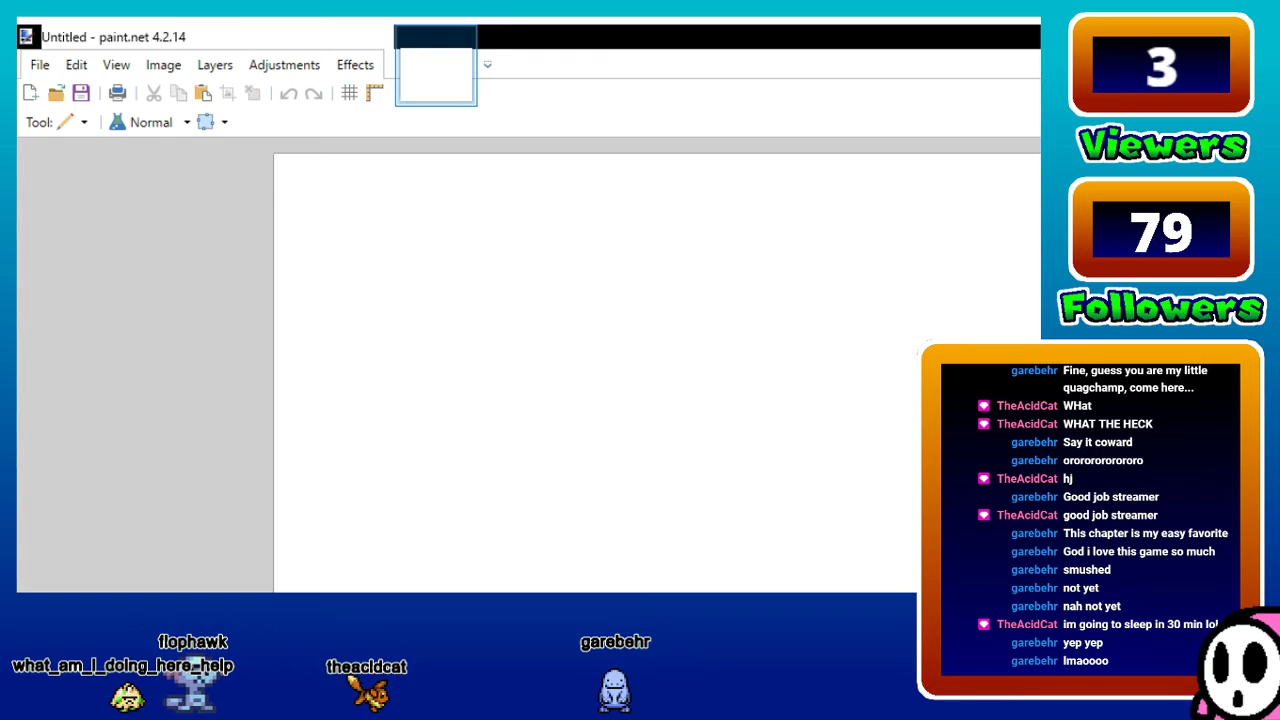 Untitled - paint.net 4.2.14
File Edit View Image Layers Adjustments Effects
Tool: Normal
3
Viewers
79
Followers
garebehr Fine, guess you are my little
quagchamp, come here...
TheAcidCat WHat
TheAcidCat WHAT THE HECK
garebehr Say it coward
garebehr orororororororo
TheAcidCat hj
garebehr Good job streamer
TheAcidCat good job streamer
garebehr This chapter is my easy favorite
garebehr God i love this game so much
garebehr smushed
garebehr not yet
garebehr nah not yet
TheAcidCat im going to sleep in 30 min lol
garebehr yep yep
garebehr lmaoooo
flophawk
what_am_i_doing_here_help
theacidcat
garebehr